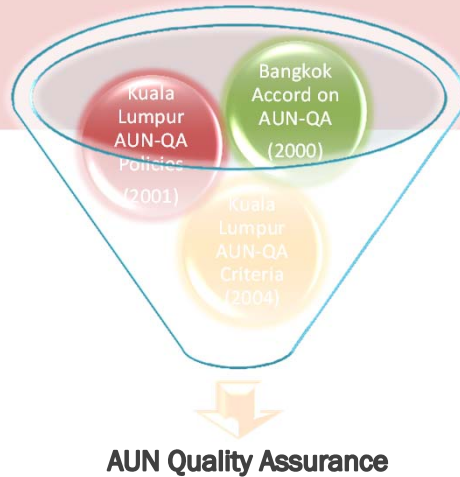 Bangkok
Accord on
AUN-QA
(2000)
Kuala
Lumpur
AUN-QA
Policies
(2001)
Kuala
Lumpur
AUN-QA
Criteria
(2004)
AUN Quality Assurance